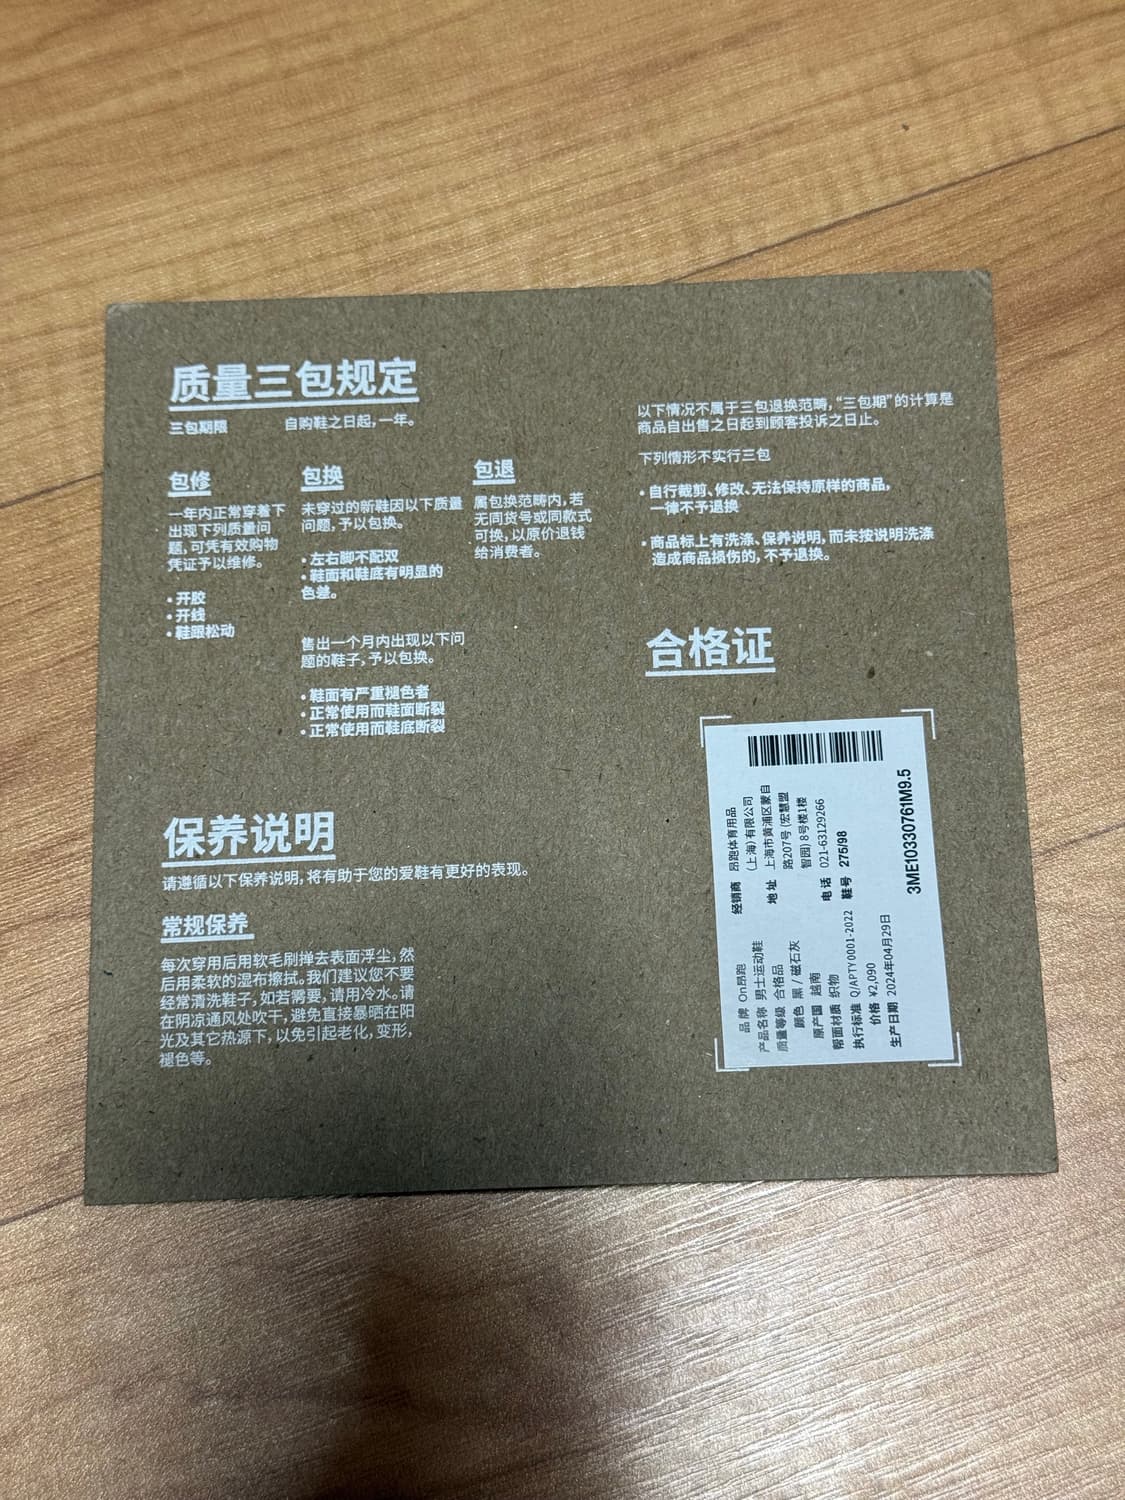 质量三包规定
三包期限 自购鞋之日起,一年。
包修
一年内正常穿着下
出现下列质量问
题,可凭有效购物
凭证予以维修。
• 开胶
• 开线
• 鞋跟松动
包换
未穿过的新鞋因以下质量
问题,予以包换。
• 左右脚不配双
• 鞋面和鞋底有明显的
色差。
售出一个月内出现以下问
题的鞋子,予以包换。
• 鞋面有严重褪色者
• 正常使用而鞋面断裂
• 正常使用而鞋底断裂
包退
属包换范畴内,若
无同货号或同款式
可换,以原价退钱
给消费者。
保养说明
请遵循以下保养说明,将有助于您的爱鞋有更好的表现。
常规保养
每次穿用后用软毛刷掸去表面浮尘,然
后用柔软的湿布擦拭。我们建议您不要
经常清洗鞋子,如若需要,请用冷水。请
在阴凉通风处吹干,避免直接暴晒在阳
光及其它热源下,以免引起老化,变形,
褪色等。
以下情况不属于三包退换范畴,“三包期”的计算是
商品自出售之日起到顾客投诉之日止。
下列情形不实行三包
• 自行裁剪、修改、无法保持原样的商品,
一律不予退换
• 商品标上有洗涤、保养说明,而未按说明洗涤
造成商品损伤的,不予退换。
合格证
品 牌 On昂跑
产品名称 男士运动鞋
质量等级 合格品
颜色 黑 / 磁石灰
原产国 越南
帮面材质 织物
执行标准 Q/APTY 0001-2022
价格 ¥2,090
生产日期 2024年04月29日
经销商 昂跑体育用品
(上海)有限公司
地 址 上海市黄浦区蒙自
路207号 (宏慧盟
智园) 8号楼1楼
电 话 021-63129266
鞋 号 275/98
3ME10330761M9.5